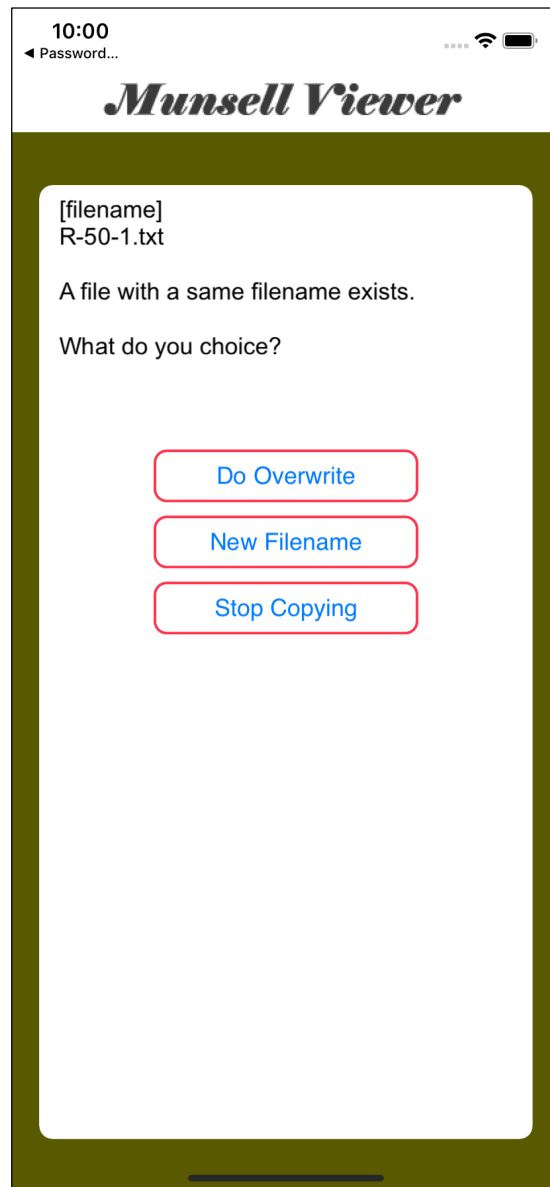 10:00
◀ Password...
Munsell Viewer
[filename]
R-50-1.txt
A file with a same filename exists.
What do you choice?
Do Overwrite
New Filename
Stop Copying